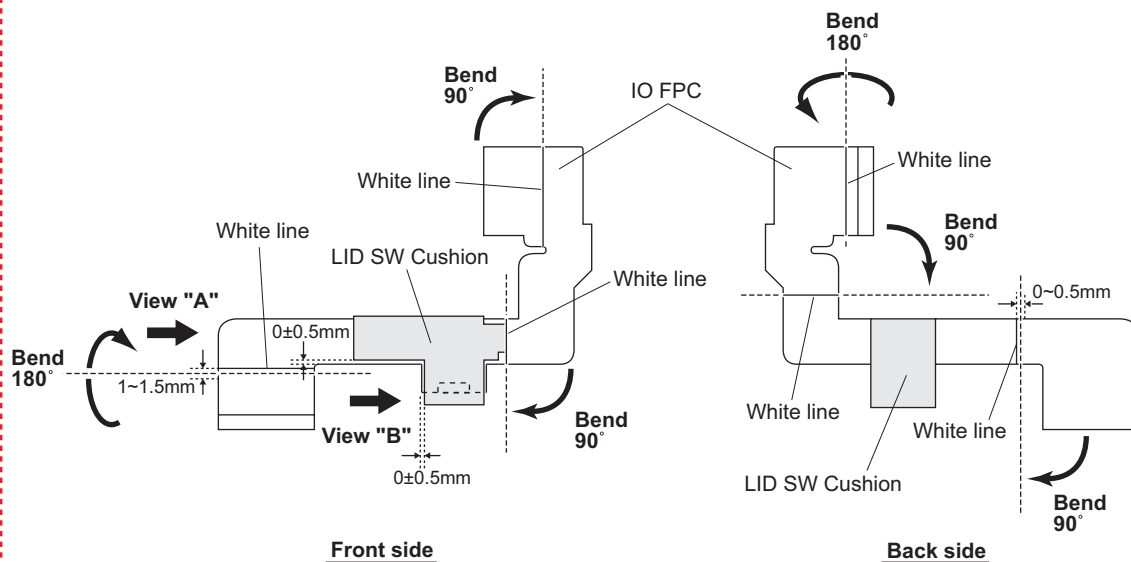 Bend
180°
Bend
90°
IO FPC
White line
White line
White line
Bend
90°
LID SW Cushion
White line
View "A"
0±0.5mm
0~0.5mm
Bend
180°
1~1.5mm
View "B"
Bend
90°
White line
White line
0±0.5mm
LID SW Cushion
Bend
90°
Front side
Back side